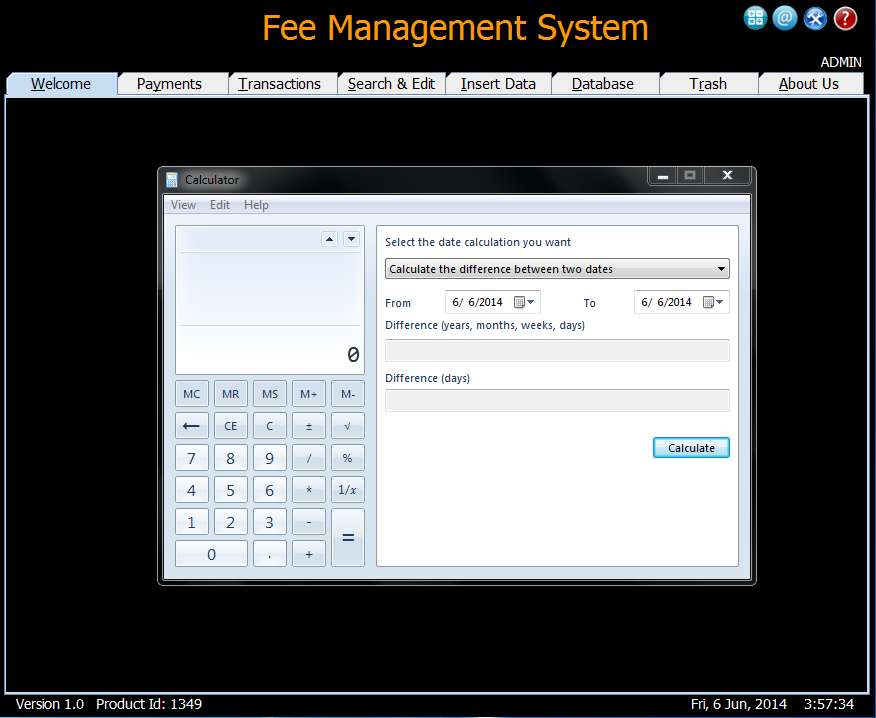 Fee Management System
@ ?
ADMIN
Welcome Payments Transactions Search & Edit Insert Data Database Trash About Us
Calculator
View Edit Help
0
MC MR MS M+ M-
← CE C ± √
7 8 9 / %
4 5 6 * 1/x
1 2 3 - =
0 . +
Select the date calculation you want
Calculate the difference between two dates
From 6/ 6/2014 To 6/ 6/2014
Difference (years, months, weeks, days)
Difference (days)
Calculate
Version 1.0 Product Id: 1349 Fri, 6 Jun, 2014 3:57:34